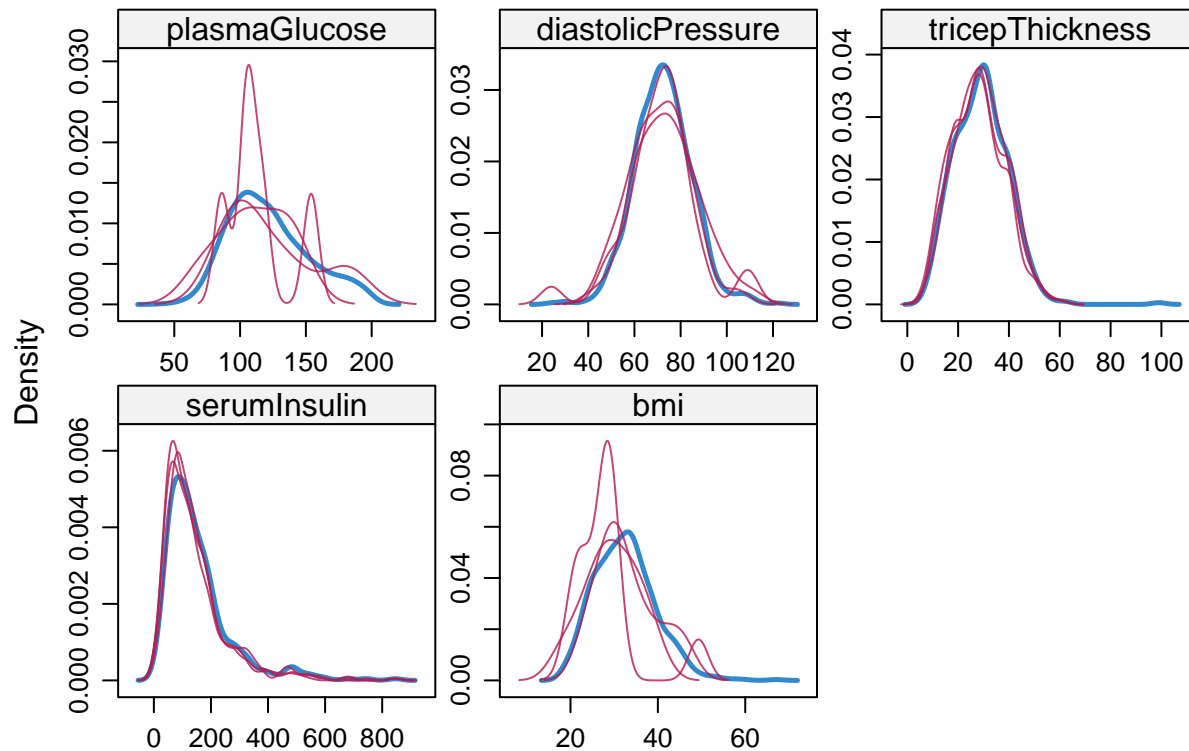 plasmaGlucose
diastolicPressure
tricepThickness
0.000 0.010 0.020 0.030
0.00 0.01 0.02 0.03
0.00 0.01 0.02 0.03 0.04
50 100 150 200
20 40 60 80 100 120
0 20 40 60 80 100
Density
serumInsulin
bmi
0.000 0.002 0.004 0.006
0.00 0.04 0.08
0 200 400 600 800
20 40 60